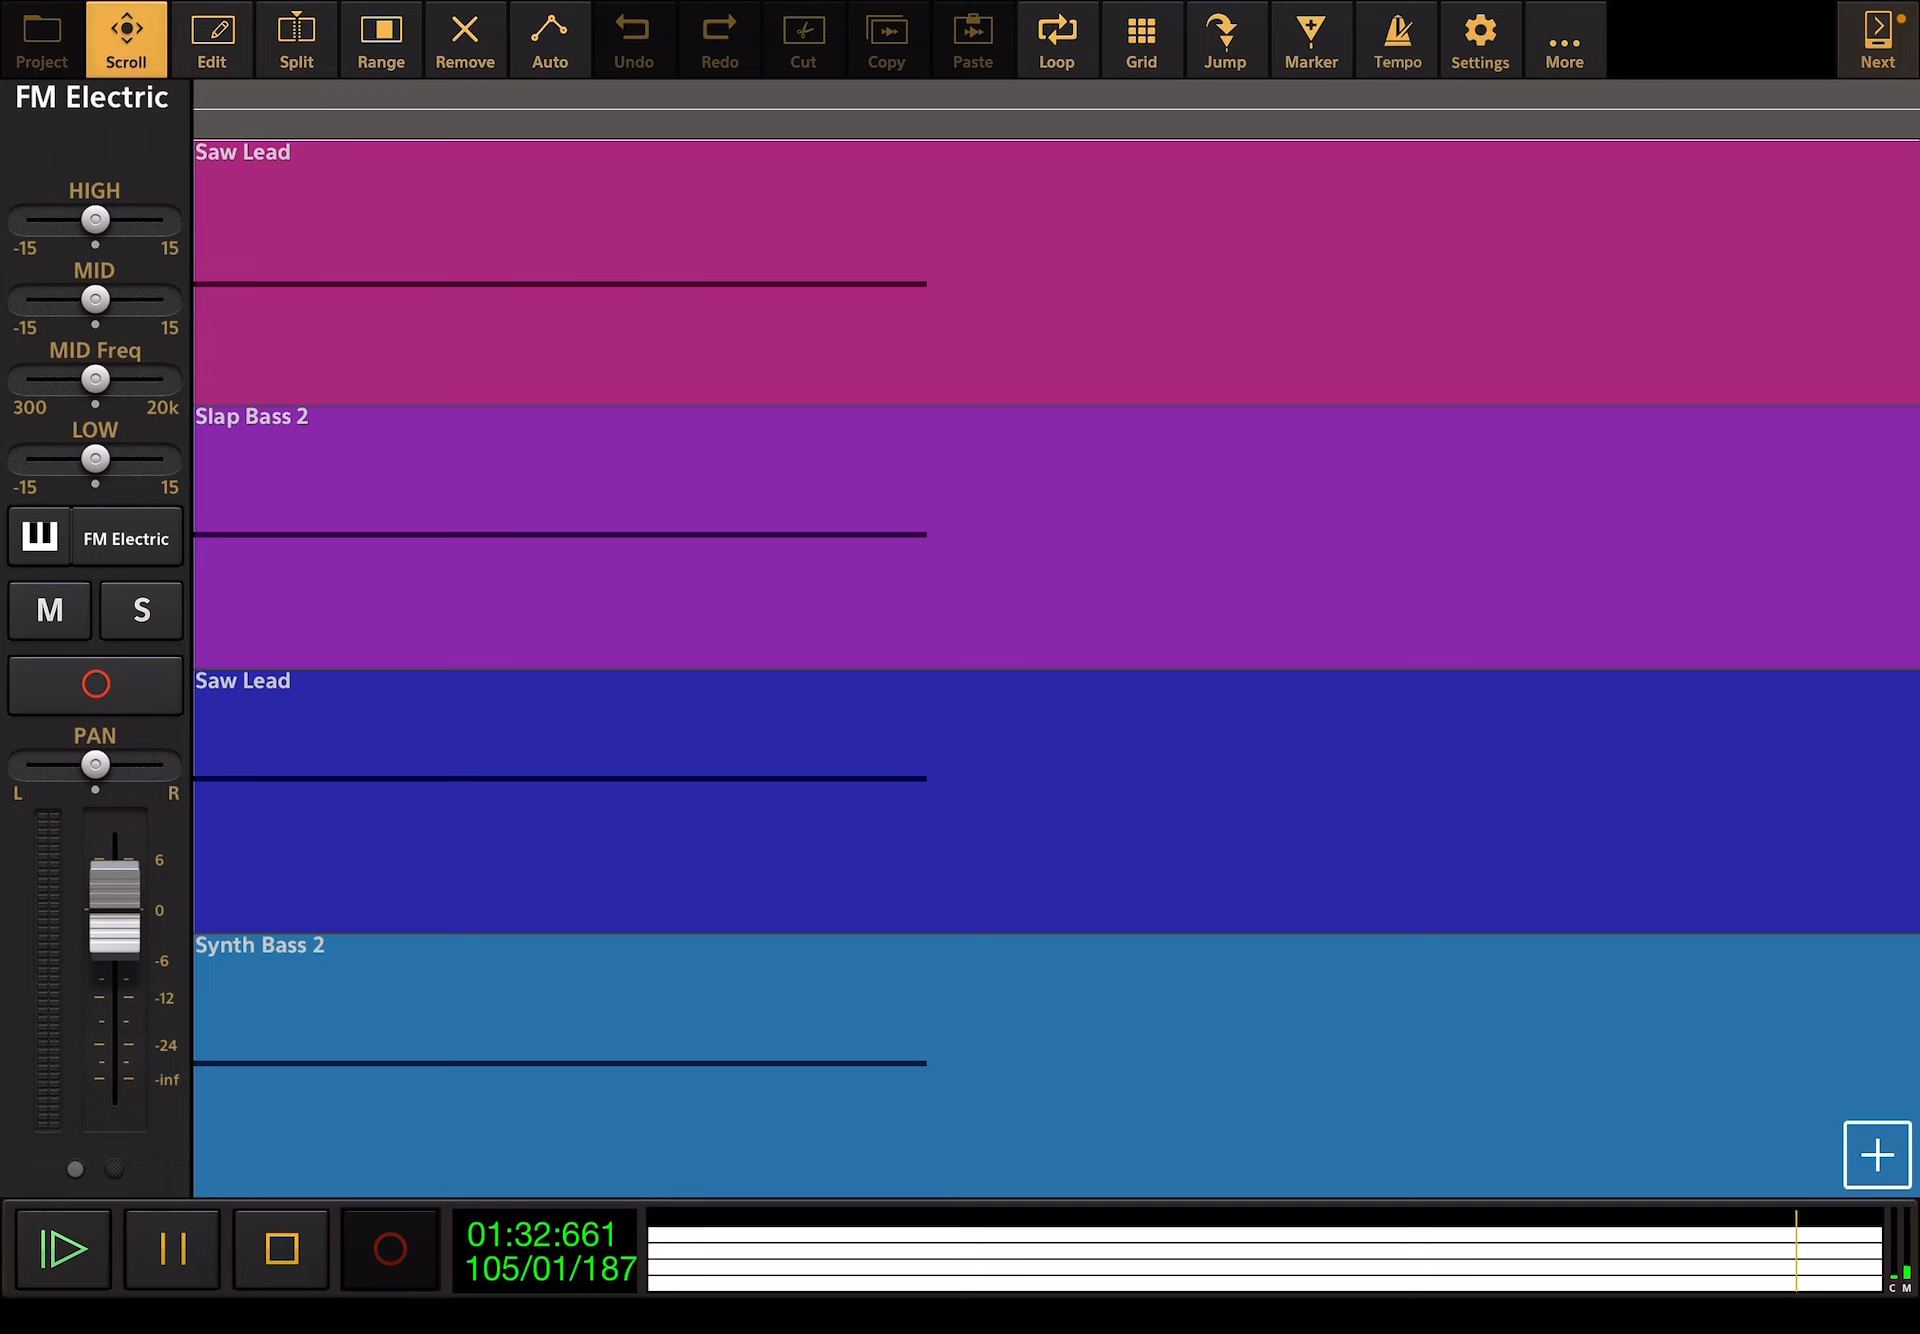 Project Scroll Edit Split Range Remove Auto Undo Redo Cut Copy Paste Loop Grid Jump Marker Tempo Settings More Next
FM Electric
HIGH
-15 15
MID
-15 15
MID Freq
300 20k
LOW
-15 15
FM Electric
M S
PAN
L R
6
0
-6
-12
-24
-inf
Saw Lead
Slap Bass 2
Saw Lead
Synth Bass 2
01:32:661
105/01/187
C M